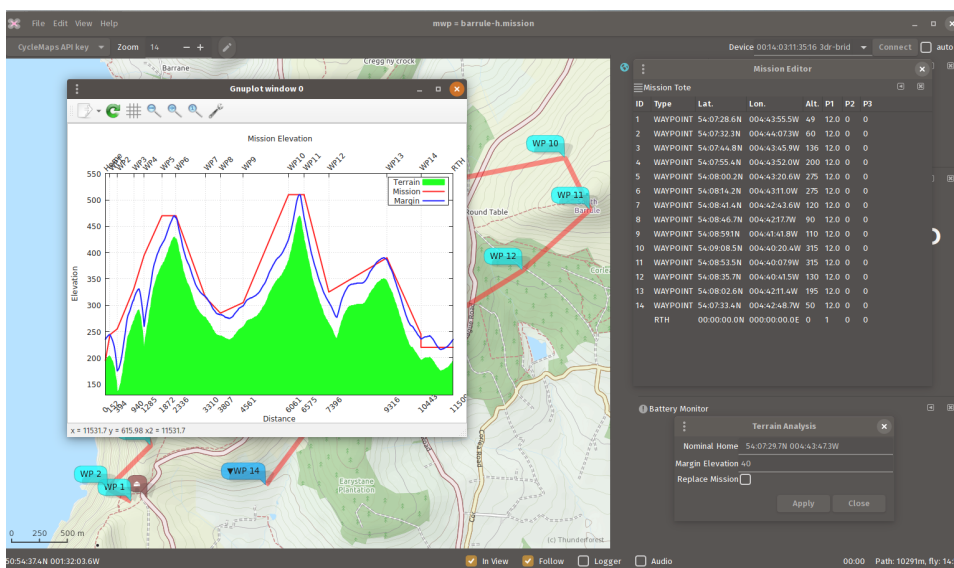 mwp = barrule-h.mission
File Edit View Help
CycleMaps API key Zoom 14 − +
Device 00:14:03:11:35:16 3dr-brid Connect auto
Barrane
Cregg ny crock
Gnuplot window 0
Mission Elevation
Home WP2 WP3 WP4 WP5 WP6 WP7 WP8 WP9 WP10 WP11 WP12 WP13 WP14 RTH
Terrain
Mission
Margin
550
500
450
400
350
300
250
200
150
Elevation
0 152 394 940 1285 1872 2336 3310 3807 4561 6061 6575 7396 9316 10443 11509
Distance
x = 11531.7 y = 615.98 x2 = 11531.7
WP 10
WP 11
Round Table
Barrule
WP 12
WP 2
WP 1
▼WP 14
Earystane
Plantation
0 250 500 m
(c) Thunderforest
Mission Editor
Mission Tote
ID Type Lat. Lon. Alt. P1 P2 P3
1 WAYPOINT 54:07:28.6N 004:43:55.5W 49 12.0 0 0
2 WAYPOINT 54:07:32.3N 004:44:07.3W 60 12.0 0 0
3 WAYPOINT 54:07:44.8N 004:43:45.9W 136 12.0 0 0
4 WAYPOINT 54:07:55.4N 004:43:52.0W 200 12.0 0 0
5 WAYPOINT 54:08:00.2N 004:43:20.6W 275 12.0 0 0
6 WAYPOINT 54:08:14.2N 004:43:11.0W 275 12.0 0 0
7 WAYPOINT 54:08:41.4N 004:42:43.6W 120 12.0 0 0
8 WAYPOINT 54:08:46.7N 004:42:17.7W 90 12.0 0 0
9 WAYPOINT 54:08:59.1N 004:41:41.8W 110 12.0 0 0
10 WAYPOINT 54:09:08.5N 004:40:20.4W 315 12.0 0 0
11 WAYPOINT 54:08:53.5N 004:40:07.9W 315 12.0 0 0
12 WAYPOINT 54:08:35.7N 004:40:41.5W 130 12.0 0 0
13 WAYPOINT 54:08:02.6N 004:42:11.4W 195 12.0 0 0
14 WAYPOINT 54:07:33.4N 004:42:48.7W 50 12.0 0 0
RTH 00:00:00.0N 000:00:00.0E 0 1 0 0
Battery Monitor
Terrain Analysis
Nominal Home 54:07:29.7N 004:43:47.3W
Margin Elevation 40
Replace Mission
Apply Close
50:54:37.4N 001:32:03.6W
In View Follow Logger Audio
00:00 Path: 10291m, fly: 14: